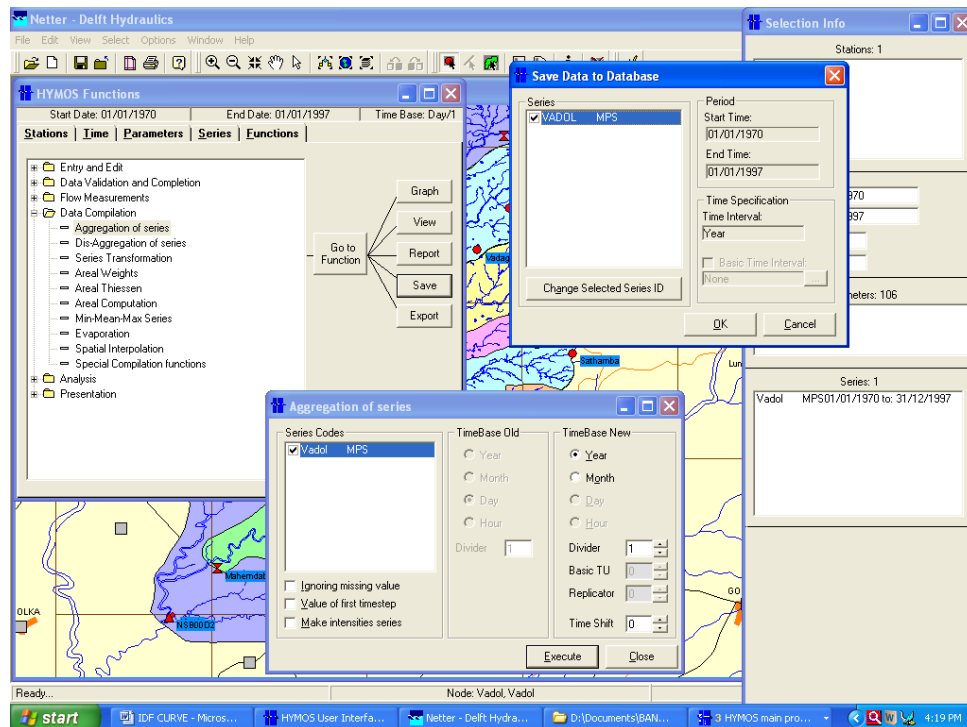 Netter - Delft Hydraulics
File Edit View Select Options Window Help
HYMOS Functions
Start Date: 01/01/1970 End Date: 01/01/1997 Time Base: Day/1
Stations Time Parameters Series Functions
Entry and Edit
Data Validation and Completion
Flow Measurements
Data Compilation
Aggregation of series
Dis-Aggregation of series
Series Transformation
Areal Weights
Areal Thiessen
Areal Computation
Min-Mean-Max Series
Evaporation
Spatial Interpolation
Special Compilation functions
Analysis
Presentation
Go to
Function
Graph
View
Report
Save
Export
Save Data to Database
Series
VADOL MPS
Change Selected Series ID
Period
Start Time:
01/01/1970
End Time:
01/01/1997
Time Specification
Time Interval:
Year
Basic Time Interval:
None
...
OK Cancel
Selection Info
Stations: 1
970
997
neters: 106
Series: 1
Vadol MPS01/01/1970 to: 31/12/1997
Vadag
Sathamba
Lun
Aggregation of series
Series Codes
Vadol MPS
Ignoring missing value
Value of first timestep
Make intensities series
TimeBase Old
Year
Month
Day
Hour
Divider 1
TimeBase New
Year
Month
Day
Hour
Divider 1
Basic TU 0
Replicator 0
Time Shift 0
Execute Close
Mahemdat
OLKA
NS800D2
GO
Ready... Node: Vadol, Vadol
start IDF CURVE - Micros... HYMOS User Interfa... Netter - Delft Hydra... D:\Documents\BAN... 3 HYMOS main pro... 4:19 PM